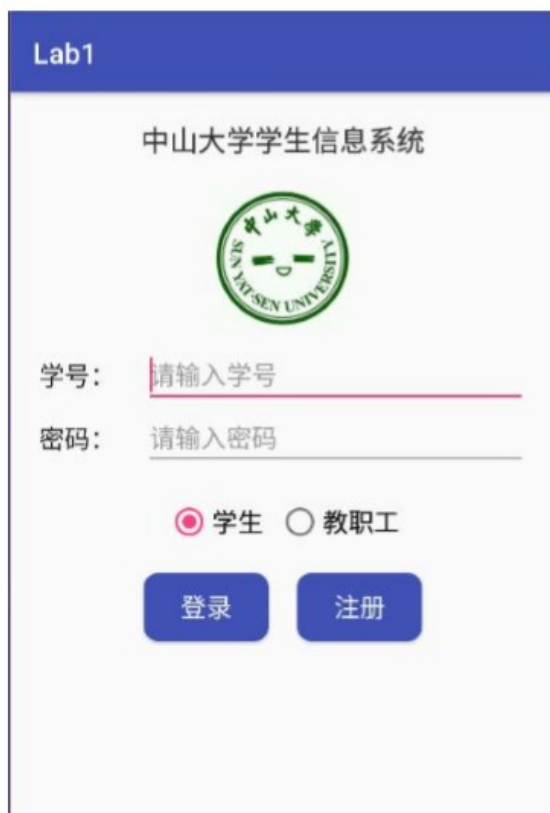 Lab1
中山大学学生信息系统
中山大学
SUN YAT-SEN UNIVERSITY
学号： 请输入学号
密码： 请输入密码
学生 教职工
登录 注册